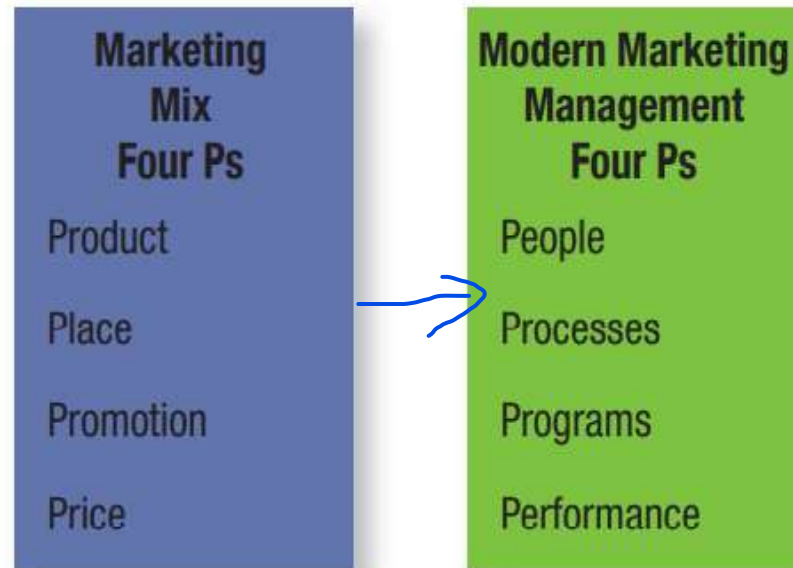 Marketing
Mix
Four Ps
Product
Place
Promotion
Price
Modern Marketing
Management
Four Ps
People
Processes
Programs
Performance